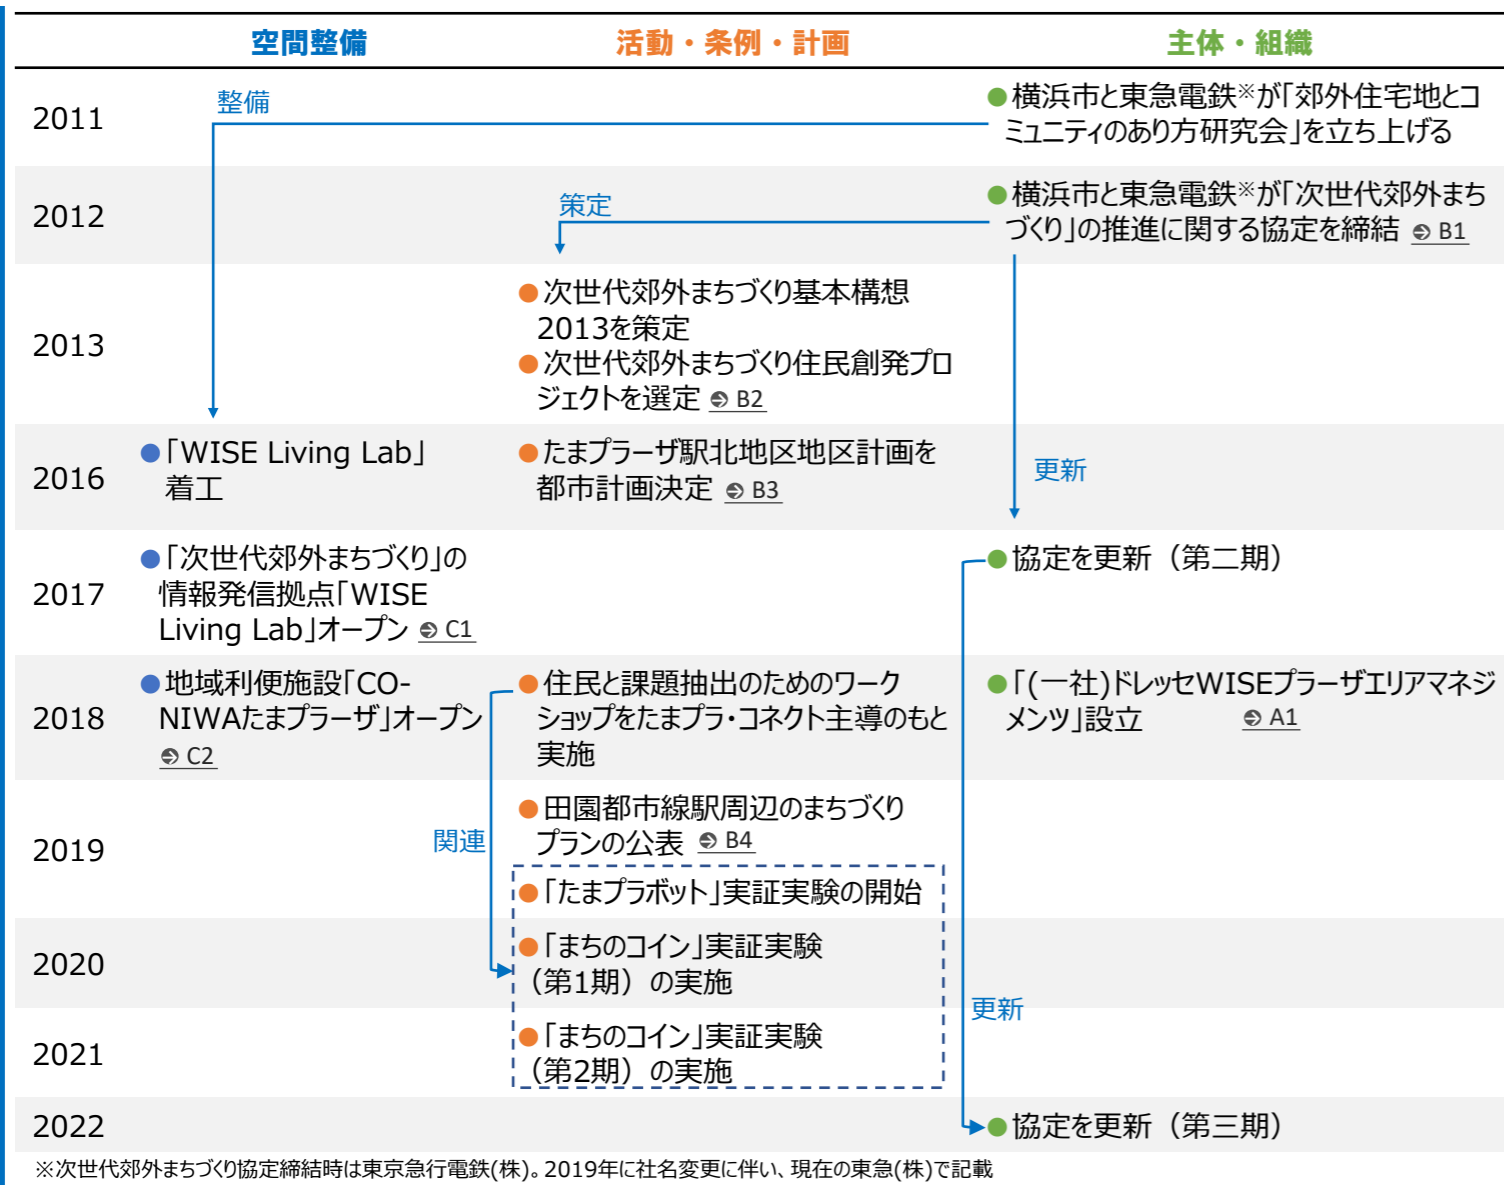 空間整備
活動・条例・計画
主体・組織
2011
整備
●横浜市と東急電鉄※が「郊外住宅地とコ
ミュニティのあり方研究会」を立ち上げる
2012
策定
●横浜市と東急電鉄※が「次世代郊外まち
づくり」の推進に関する協定を締結 B1
2013
●次世代郊外まちづくり基本構想
2013を策定
●次世代郊外まちづくり住民創発プロ
ジェクトを選定 B2
2016
●「WISE Living Lab」
着工
●たまプラーザ駅北地区地区計画を
都市計画決定 B3
更新
2017
●「次世代郊外まちづくり」の
情報発信拠点「WISE
Living Lab」オープン C1
●協定を更新（第二期）
2018
●地域利便施設「CO-
NIWAたまプラーザ」オープン
C2
●住民と課題抽出のためのワーク
ショップをたまプラ・コネクト主導のもと
実施
●「(一社)ドレッセWISEプラーザエリアマネジ
メンツ」設立 A1
2019
関連
●田園都市線駅周辺のまちづくり
プランの公表 B4
●「たまプラボット」実証実験の開始
2020
●「まちのコイン」実証実験
（第1期）の実施
更新
2021
●「まちのコイン」実証実験
（第2期）の実施
2022
●協定を更新（第三期）
※次世代郊外まちづくり協定締結時は東京急行電鉄(株)。2019年に社名変更に伴い、現在の東急(株)で記載